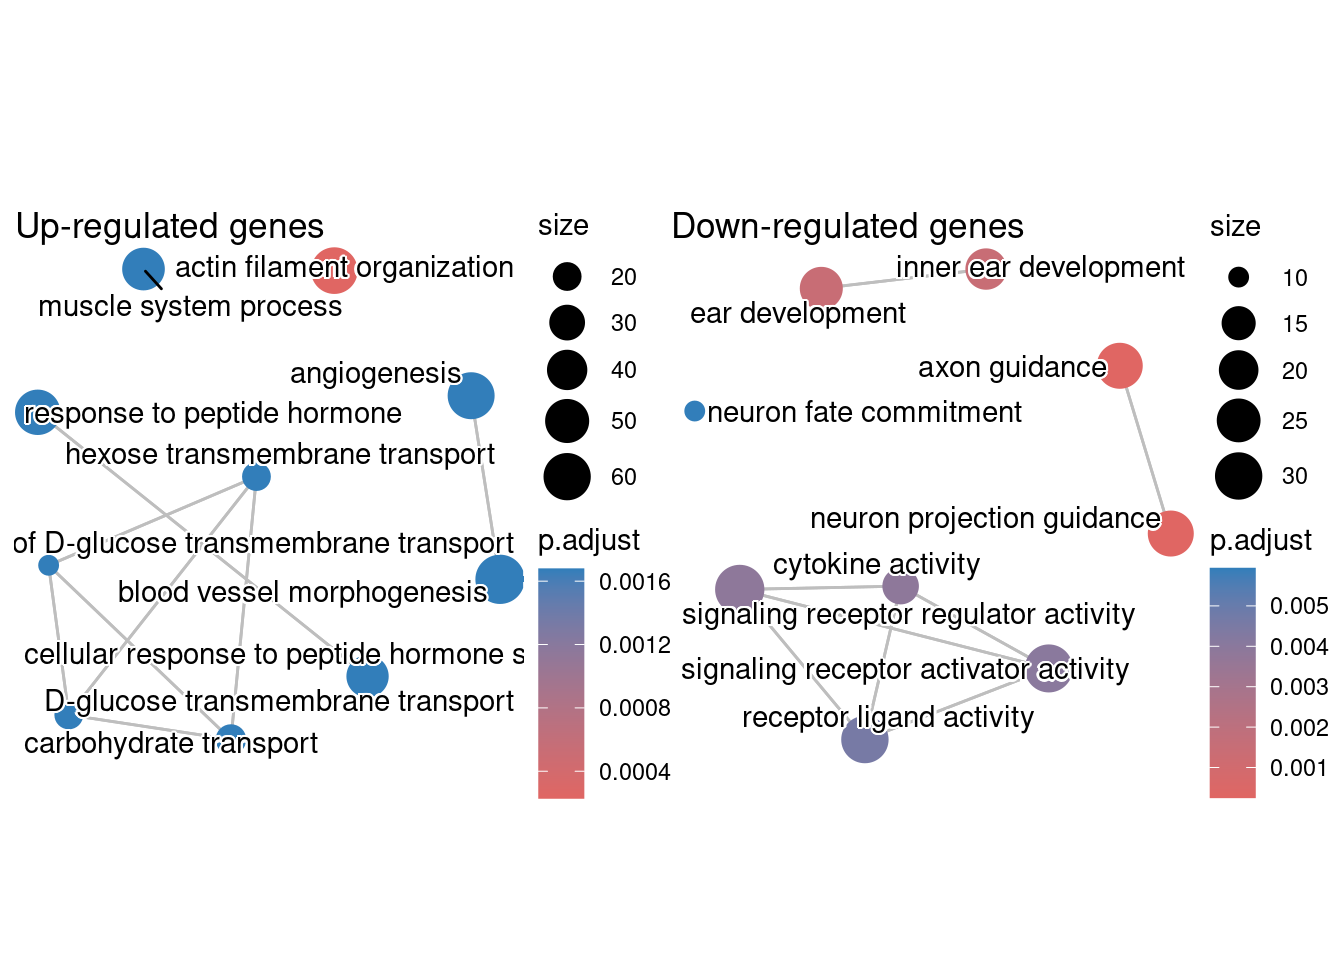 Up-regulated genes
actin filament organization
muscle system process
angiogenesis
response to peptide hormone
hexose transmembrane transport
of D-glucose transmembrane transport
blood vessel morphogenesis
cellular response to peptide hormone s
D-glucose transmembrane transport
carbohydrate transport
size
20
30
40
50
60
p.adjust
0.0016
0.0012
0.0008
0.0004
Down-regulated genes
inner ear development
ear development
axon guidance
neuron fate commitment
neuron projection guidance
cytokine activity
signaling receptor regulator activity
signaling receptor activator activity
receptor ligand activity
size
10
15
20
25
30
p.adjust
0.005
0.004
0.003
0.002
0.001